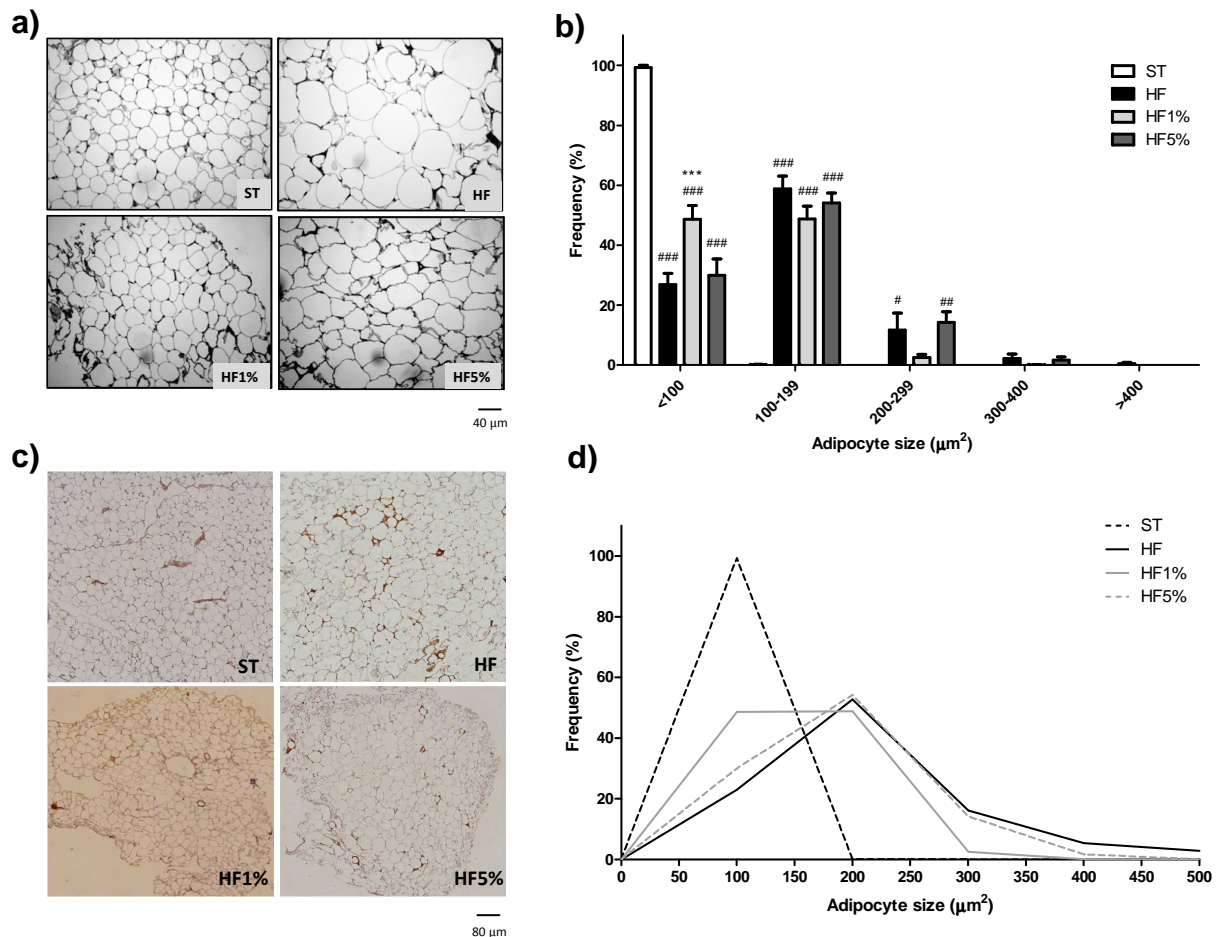 a)
ST
HF
HF1%
HF5%
40 μm
b)
Frequency (%)
100
80
60
40
20
0
ST
HF
HF1%
HF5%
###
***
###
###
###
###
###
#
##
<100
100-199
200-299
300-400
>400
Adipocyte size (μm²)
c)
ST
HF
HF1%
HF5%
80 μm
d)
Frequency (%)
100
80
60
40
20
0
ST
HF
HF1%
HF5%
0 50 100 150 200 250 300 350 400 450 500
Adipocyte size (μm²)